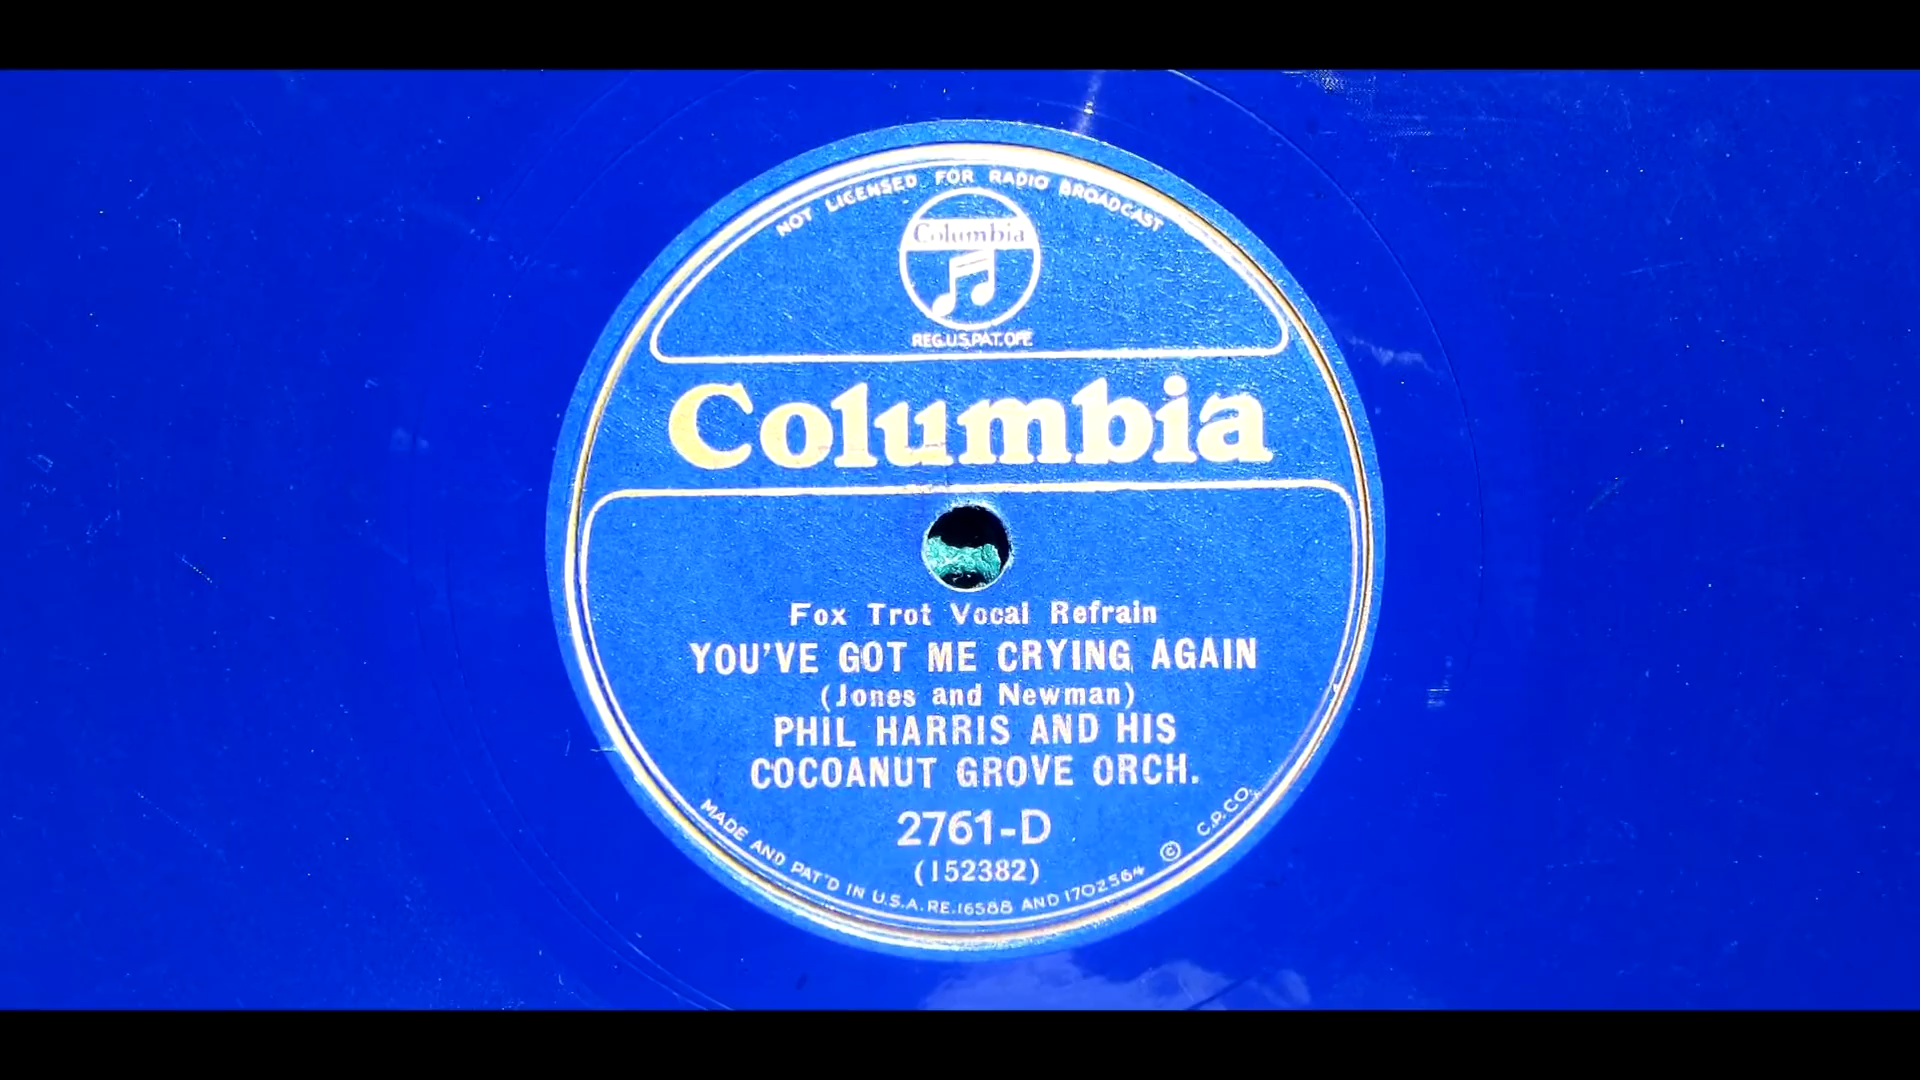 NOT LICENSED FOR RADIO BROADCAST
Columbia
REG.U.S.PAT.OFF.
Columbia
Fox Trot Vocal Refrain
YOU'VE GOT ME CRYING AGAIN
(Jones and Newman)
PHIL HARRIS AND HIS
COCOANUT GROVE ORCH.
2761-D
(152382)
MADE AND PAT'D IN U.S.A. RE.16588 AND 1702564 © C.P.CO.